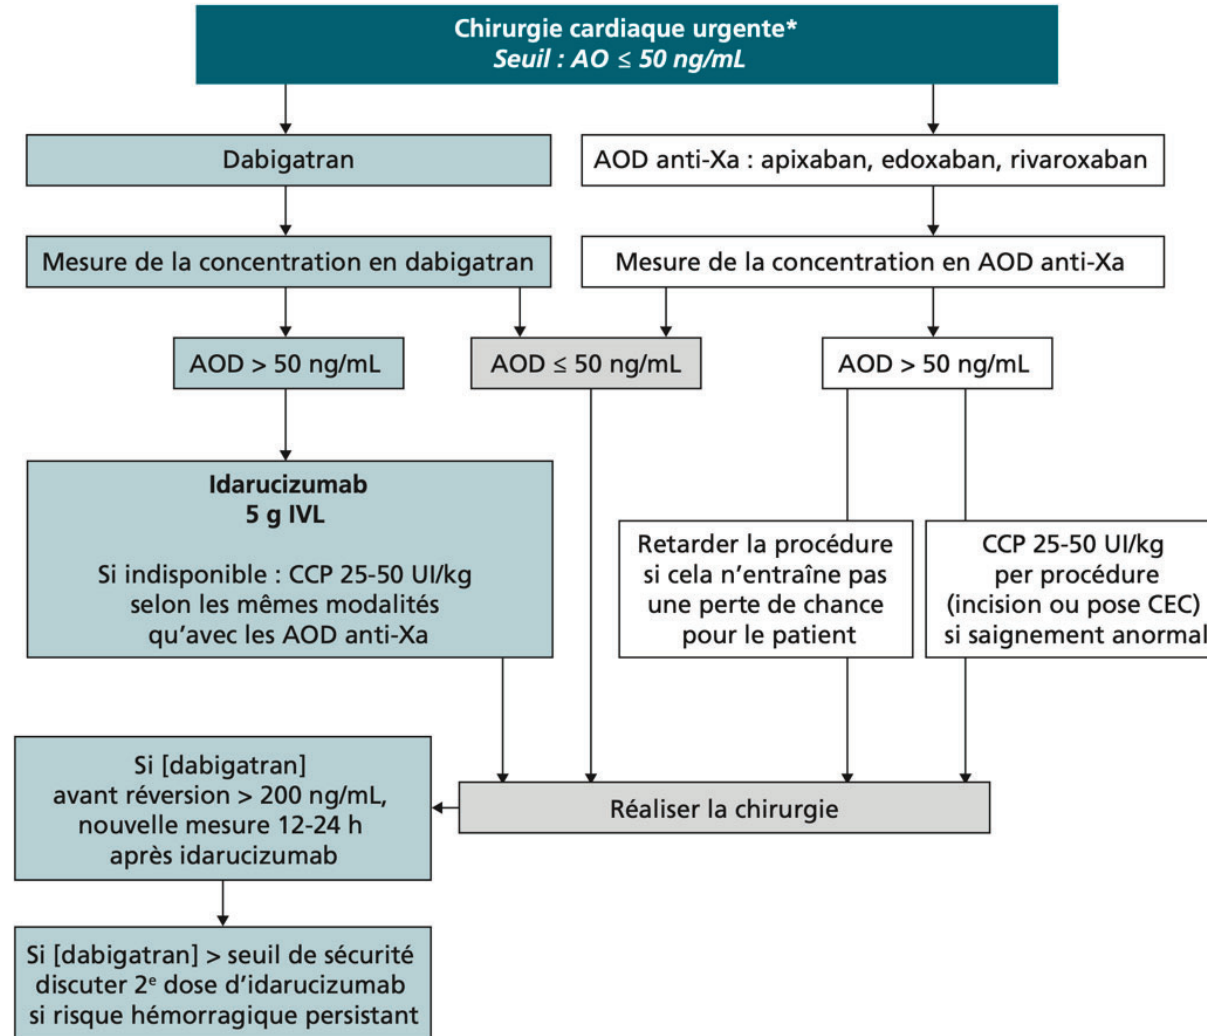 Chirurgie cardiaque urgente*
Seuil : AO ≤ 50 ng/mL
Dabigatran
AOD anti-Xa : apixaban, edoxaban, rivaroxaban
Mesure de la concentration en dabigatran
Mesure de la concentration en AOD anti-Xa
AOD > 50 ng/mL
AOD ≤ 50 ng/mL
AOD > 50 ng/mL
Idarucizumab
5 g IVL
Si indisponible : CCP 25-50 UI/kg
selon les mêmes modalités
qu’avec les AOD anti-Xa
Retarder la procédure
si cela n’entraîne pas
une perte de chance
pour le patient
CCP 25-50 UI/kg
per procédure
(incision ou pose CEC)
si saignement anormal
Réaliser la chirurgie
Si [dabigatran]
avant réversion > 200 ng/mL,
nouvelle mesure 12-24 h
après idarucizumab
Si [dabigatran] > seuil de sécurité
discuter 2e dose d’idarucizumab
si risque hémorragique persistant